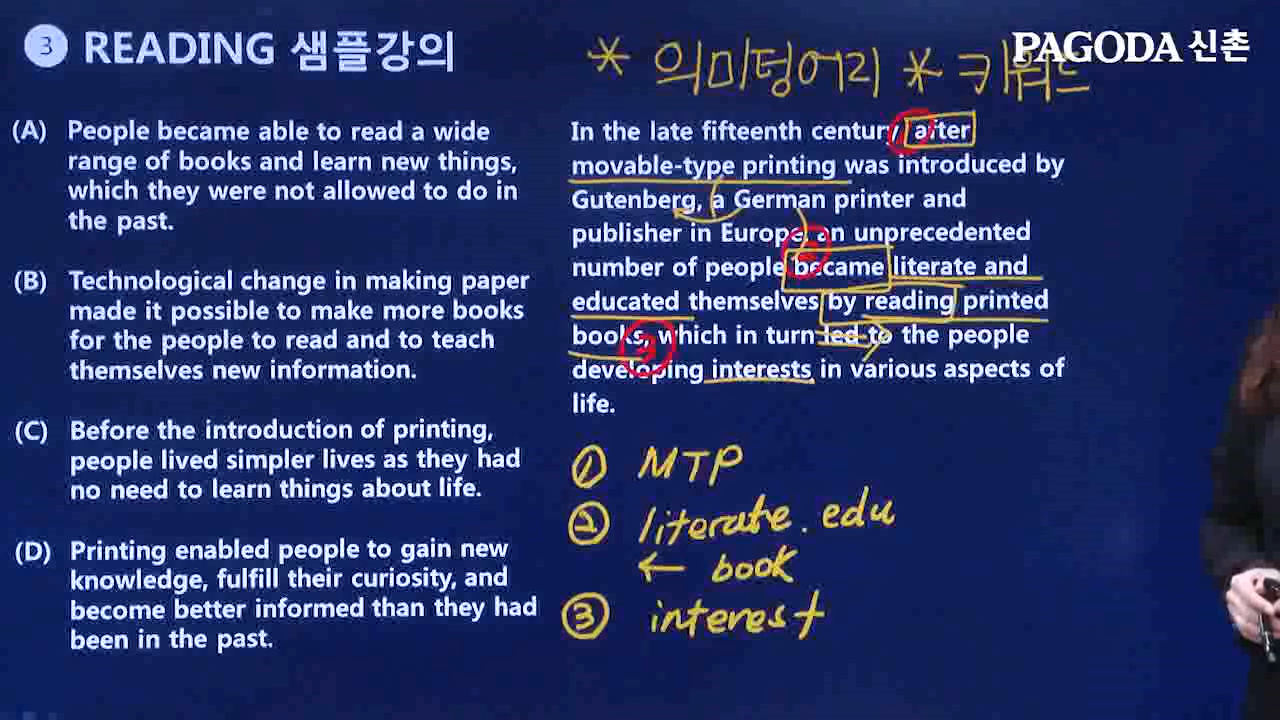 3 READING 샘플강의
* 의미덩어리 * 키워드
PAGODA 신촌
(A) People became able to read a wide
range of books and learn new things,
which they were not allowed to do in
the past.
(B) Technological change in making paper
made it possible to make more books
for the people to read and to teach
themselves new information.
(C) Before the introduction of printing,
people lived simpler lives as they had
no need to learn things about life.
(D) Printing enabled people to gain new
knowledge, fulfill their curiosity, and
become better informed than they had
been in the past.
In the late fifteenth century, after
movable-type printing was introduced by
Gutenberg, a German printer and
publisher in Europe, an unprecedented
number of people became literate and
educated themselves by reading printed
books, which in turn led to the people
developing interests in various aspects of
life.
① MTP
② literate. edu
← book
③ interest